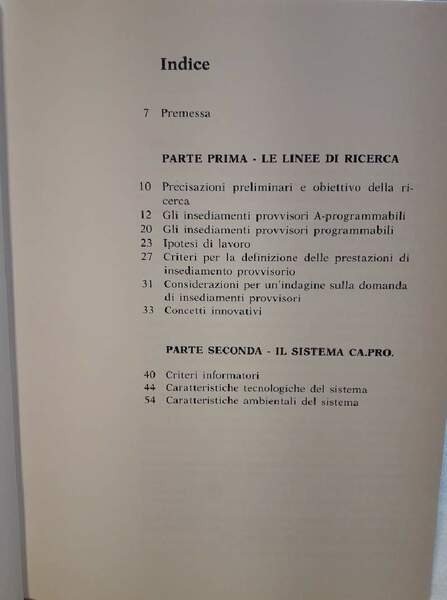 Indice
7 Premessa
PARTE PRIMA - LE LINEE DI RICERCA
10 Precisazioni preliminari e obiettivo della ri-
cerca
12 Gli insediamenti provvisori A-programmabili
20 Gli insediamenti provvisori programmabili
23 Ipotesi di lavoro
27 Criteri per la definizione delle prestazioni di
insediamento provvisorio
31 Considerazioni per un'indagine sulla domanda
di insediamenti provvisori
33 Concetti innovativi
PARTE SECONDA - IL SISTEMA CA.PRO.
40 Criteri informatori
44 Caratteristiche tecnologiche del sistema
54 Caratteristiche ambientali del sistema